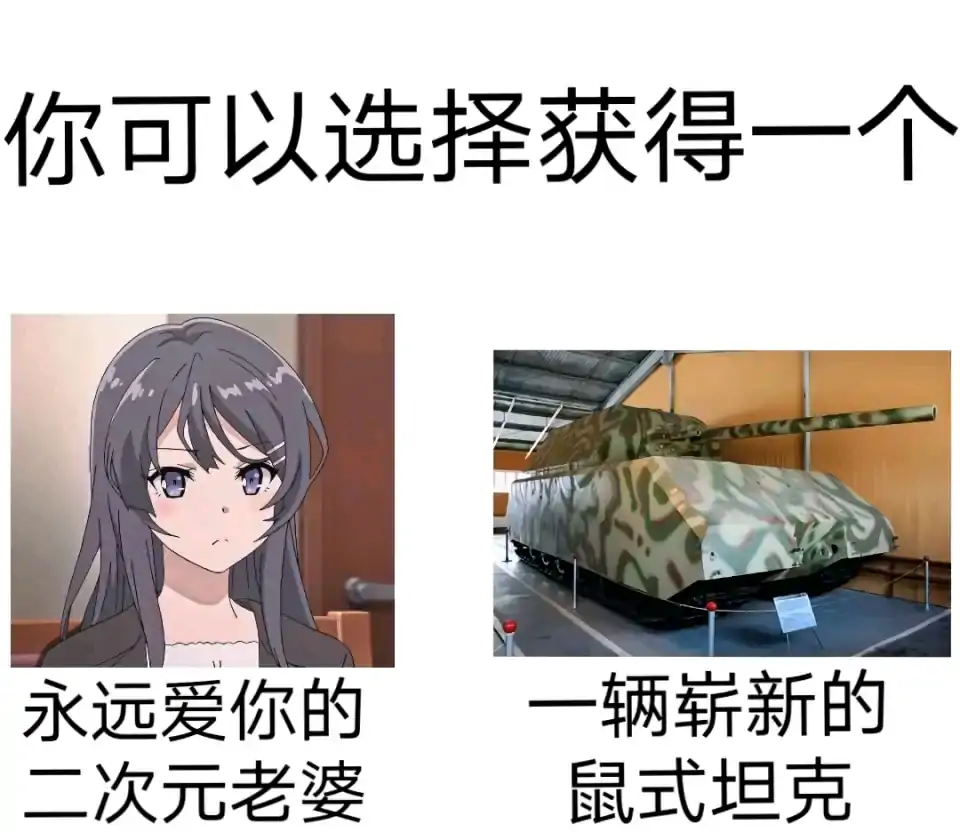 你可以选择获得一个
永远爱你的
二次元老婆
一辆崭新的
鼠式坦克